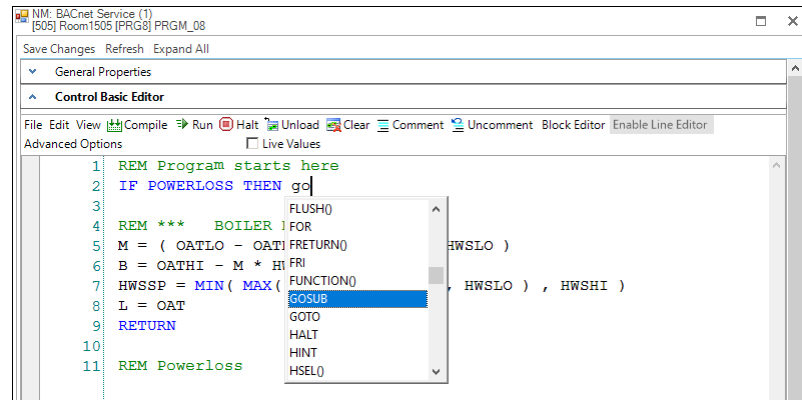 NM: BACnet Service (1)
[505] Room1505 [PRG8] PRGM_08
Save Changes Refresh Expand All
General Properties
Control Basic Editor
File Edit View Compile Run Halt Unload Clear Comment Uncomment Block Editor Enable Line Editor
Advanced Options Live Values
1 REM Program starts here
2 IF POWERLOSS THEN go
3
4 REM *** BOILER
5 M = ( OATLO - OATH HWSLO )
6 B = OATHI - M * HW
7 HWSSP = MIN( MAX( , HWSLO ) , HWSHI )
8 L = OAT
9 RETURN
10
11 REM Powerloss
FLUSH()
FOR
FRETURN()
FRI
FUNCTION()
GOSUB
GOTO
HALT
HINT
HSEL()